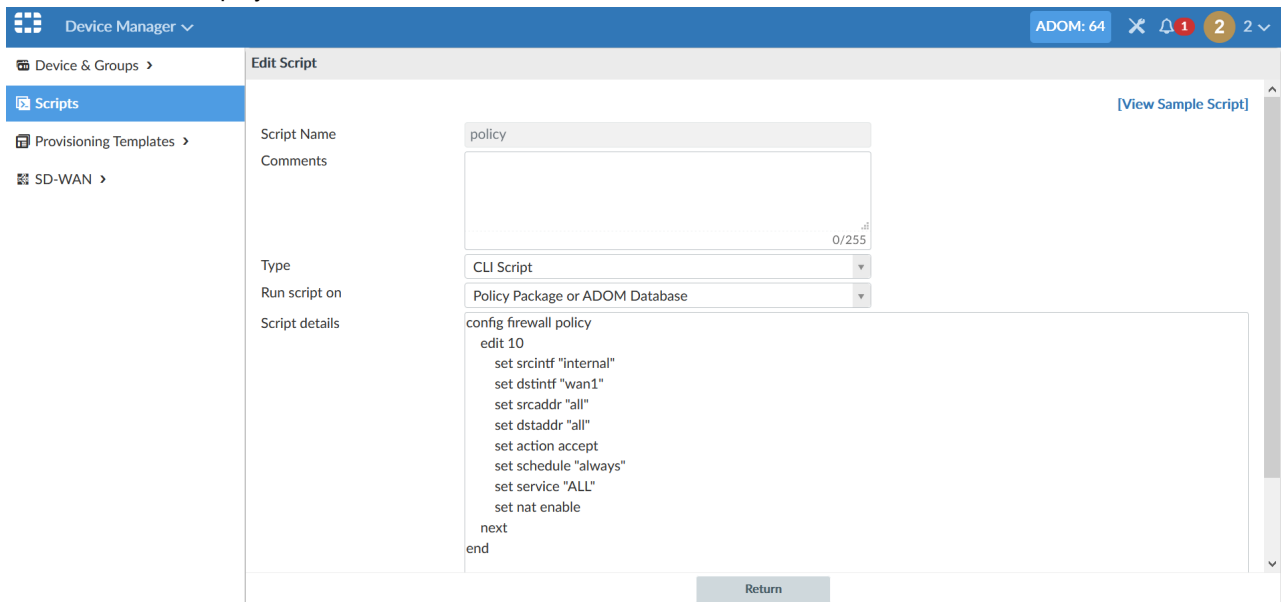 Device Manager
ADOM: 64
1
2
2
Device & Groups
Scripts
Provisioning Templates
SD-WAN
Edit Script
[View Sample Script]
Script Name
policy
Comments
0/255
Type
CLI Script
Run script on
Policy Package or ADOM Database
Script details
config firewall policy
edit 10
set srcintf "internal"
set dstintf "wan1"
set srcaddr "all"
set dstaddr "all"
set action accept
set schedule "always"
set service "ALL"
set nat enable
next
end
Return